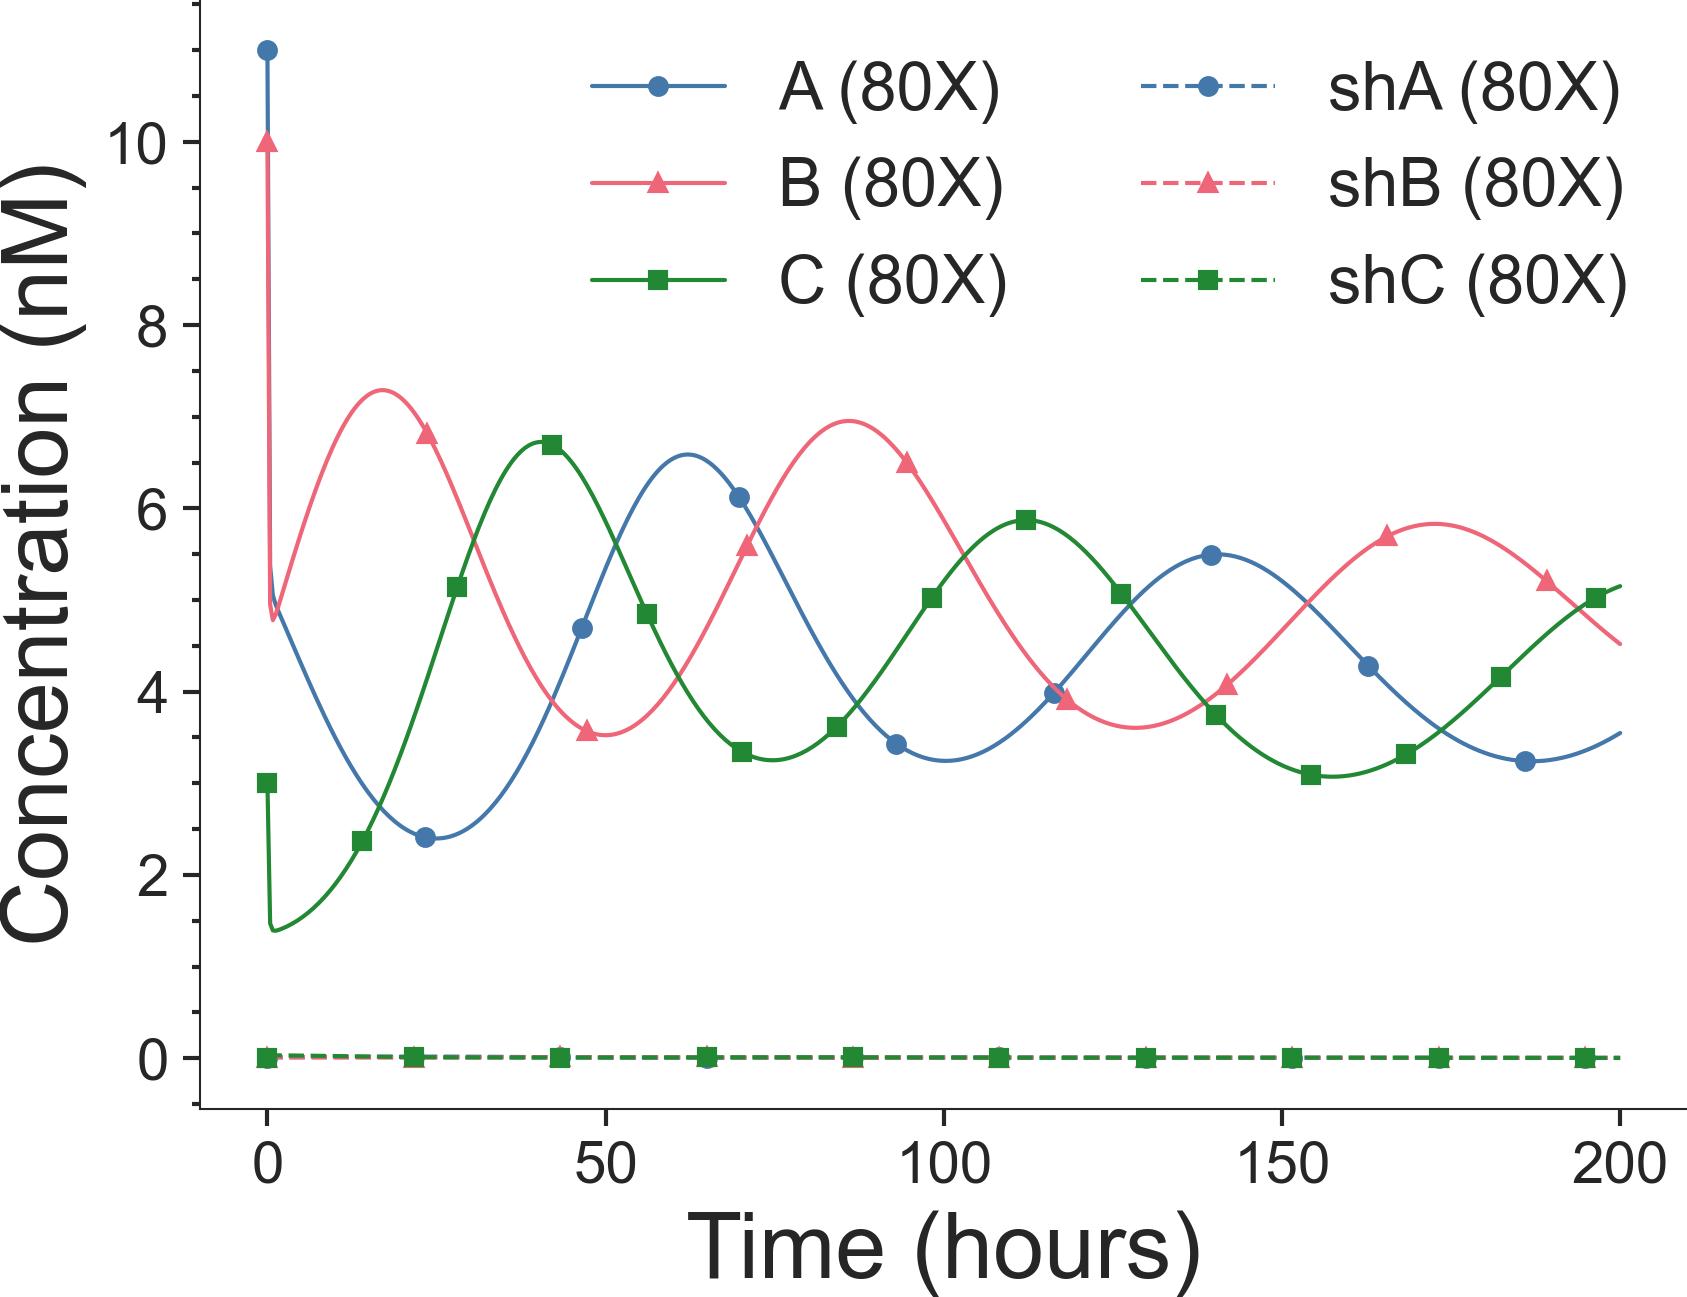 Concentration (nM)
10
8
6
4
2
0
A (80X)
B (80X)
C (80X)
shA (80X)
shB (80X)
shC (80X)
0 50 100 150 200
Time (hours)